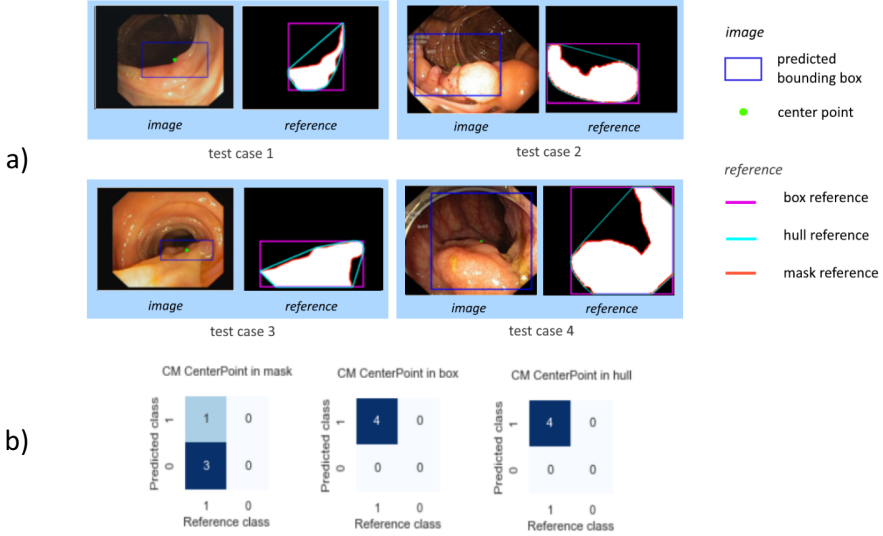 a)
image
reference
test case 1
image
reference
test case 2
image
reference
test case 3
image
reference
test case 4
image
predicted
bounding box
center point
reference
box reference
hull reference
mask reference
b)
CM CenterPoint in mask
Predicted class
1
0
1
0
3
0
1
0
Reference class
CM CenterPoint in box
Predicted class
1
0
4
0
0
0
1
0
Reference class
CM CenterPoint in hull
Predicted class
1
0
4
0
0
0
1
0
Reference class